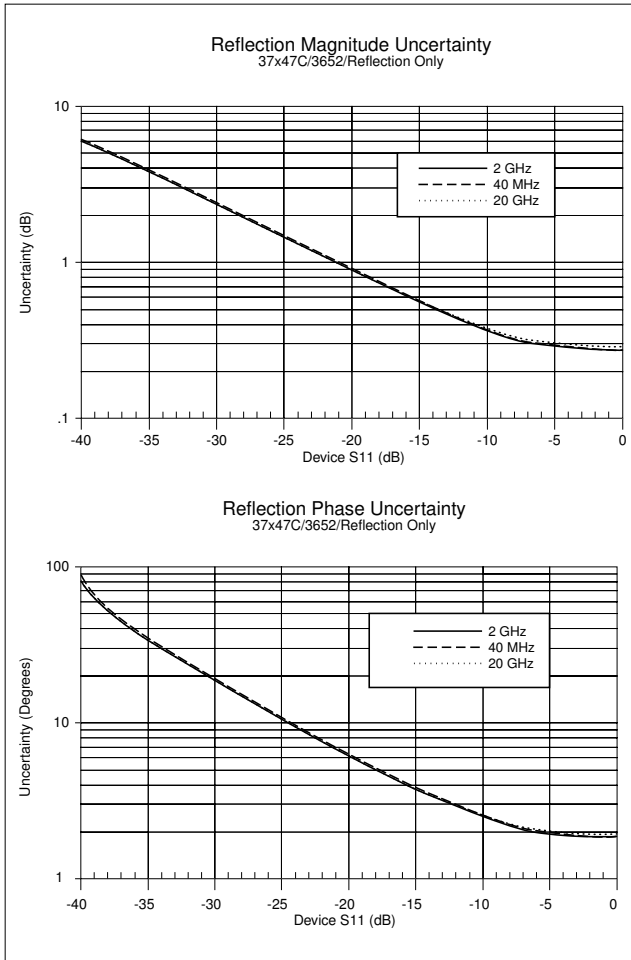 Reflection Magnitude Uncertainty
37x47C/3652/Reflection Only
10
1
.1
Uncertainty (dB)
2 GHz
40 MHz
20 GHz
-40 -35 -30 -25 -20 -15 -10 -5 0
Device S11 (dB)
Reflection Phase Uncertainty
37x47C/3652/Reflection Only
100
10
1
Uncertainty (Degrees)
2 GHz
40 MHz
20 GHz
-40 -35 -30 -25 -20 -15 -10 -5 0
Device S11 (dB)